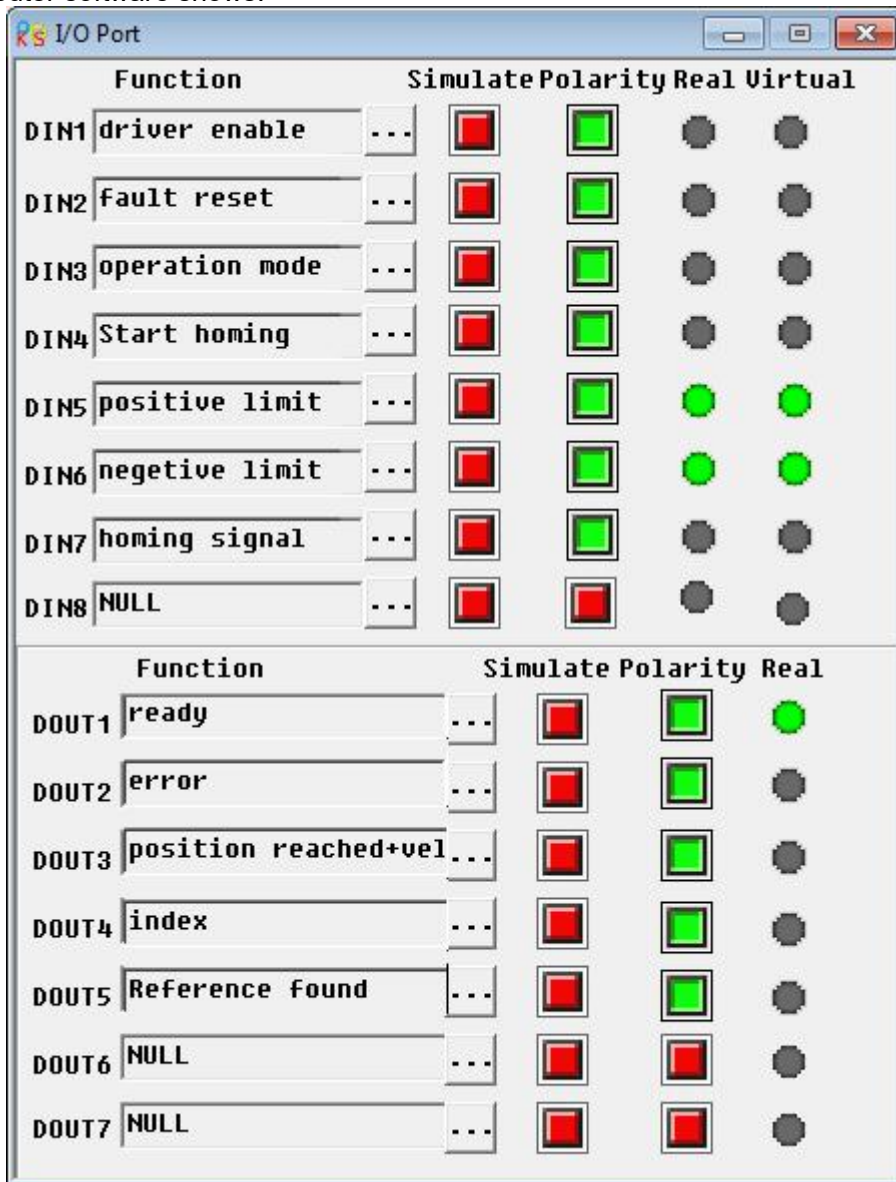 I/O Port
Function Simulate Polarity Real Virtual
DIN1 driver enable ...
DIN2 fault reset ...
DIN3 operation mode ...
DIN4 Start homing ...
DIN5 positive limit ...
DIN6 negetive limit ...
DIN7 homing signal ...
DIN8 NULL ...
Function Simulate Polarity Real
DOUT1 ready ...
DOUT2 error ...
DOUT3 position reached+vel ...
DOUT4 index ...
DOUT5 Reference found ...
DOUT6 NULL ...
DOUT7 NULL ...